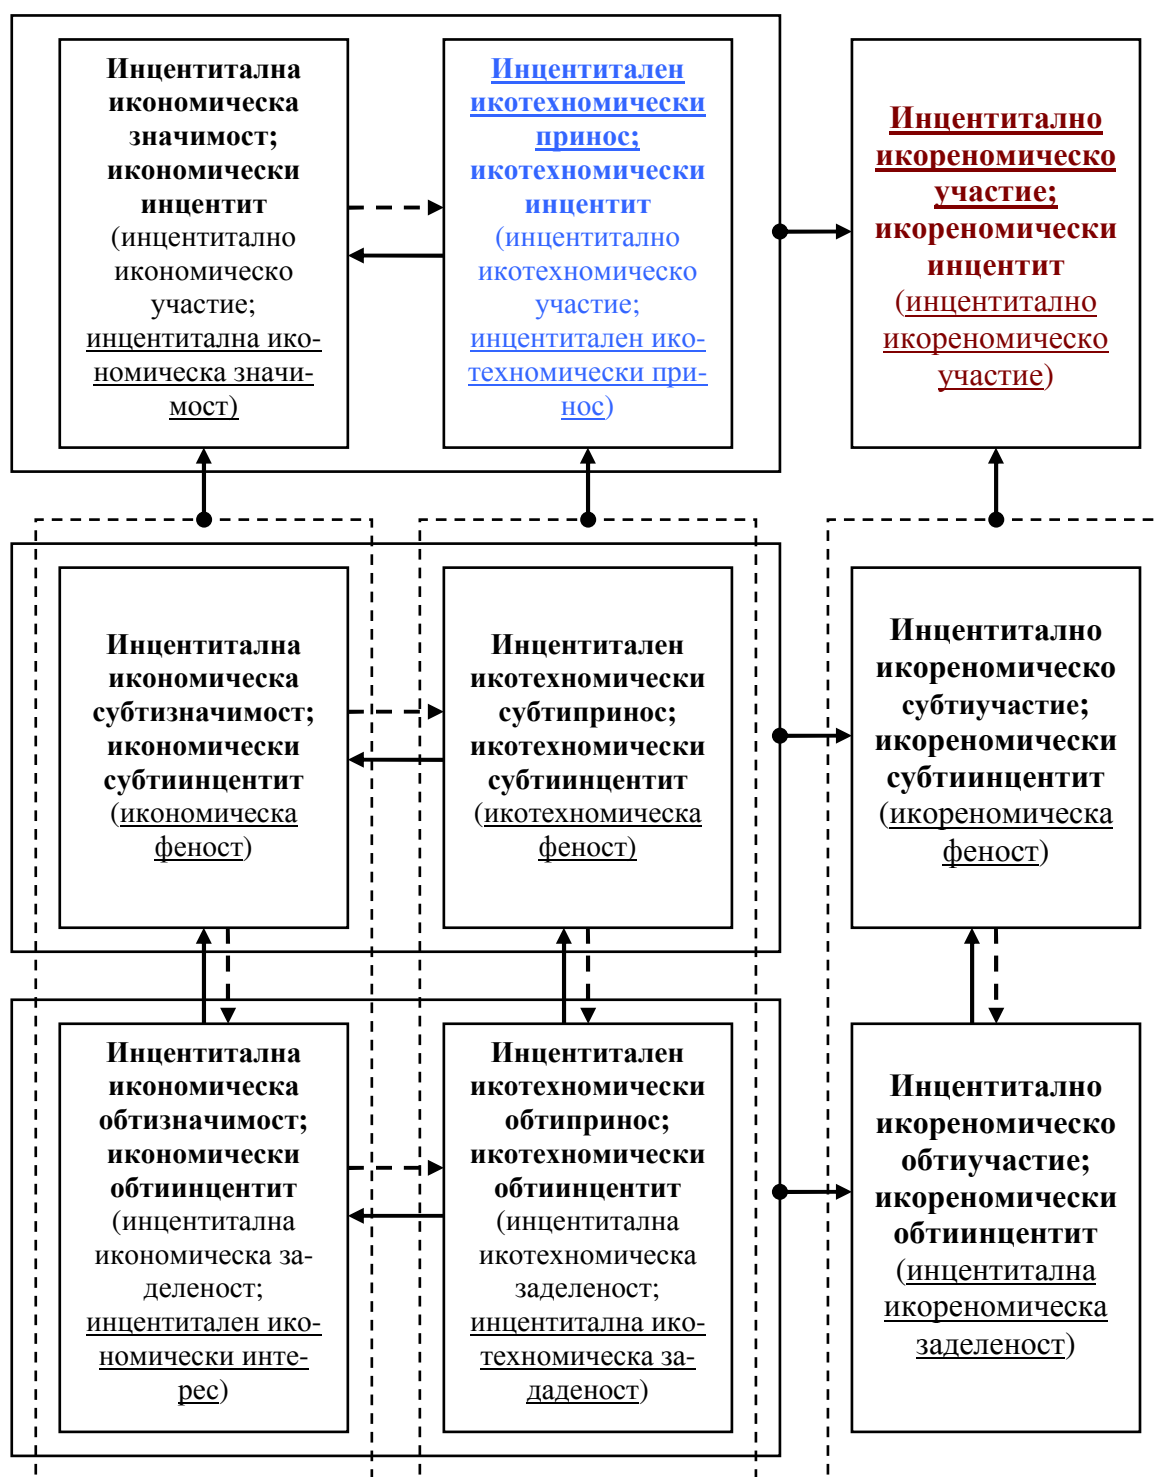 Инцентитална
икономическа
значимост;
икономически
инцентит
(инцентитално
икономическо
участие;
инцентитална ико-
номическа значи-
мост)
Инцентитален
икотехномически
принос;
икотехномически
инцентит
(инцентитално
икотехномическо
участие;
инцентитален ико-
техномически при-
нос)
Инцентитално
икореномическо
участие;
икореномически
инцентит
(инцентитално
икореномическо
участие)
Инцентитална
икономическа
субтизначимост;
икономически
субтиинцентит
(икономическа
феност)
Инцентитален
икотехномически
субтипринос;
икотехномически
субтиинцентит
(икотехномическа
феност)
Инцентитално
икореномическо
субтиучастие;
икореномически
субтиинцентит
(икореномическа
феност)
Инцентитална
икономическа
обтизначимост;
икономически
обтиинцентит
(инцентитална
икономическа за-
деленост;
инцентитален ико-
номически инте-
рес)
Инцентитален
икотехномически
обтипринос;
икотехномически
обтиинцентит
(инцентитална
икотехномическа
заделеност;
инцентитална ико-
техномическа за-
даденост)
Инцентитално
икореномическо
обтиучастие;
икореномически
обтиинцентит
(инцентитална
икореномическа
заделеност)